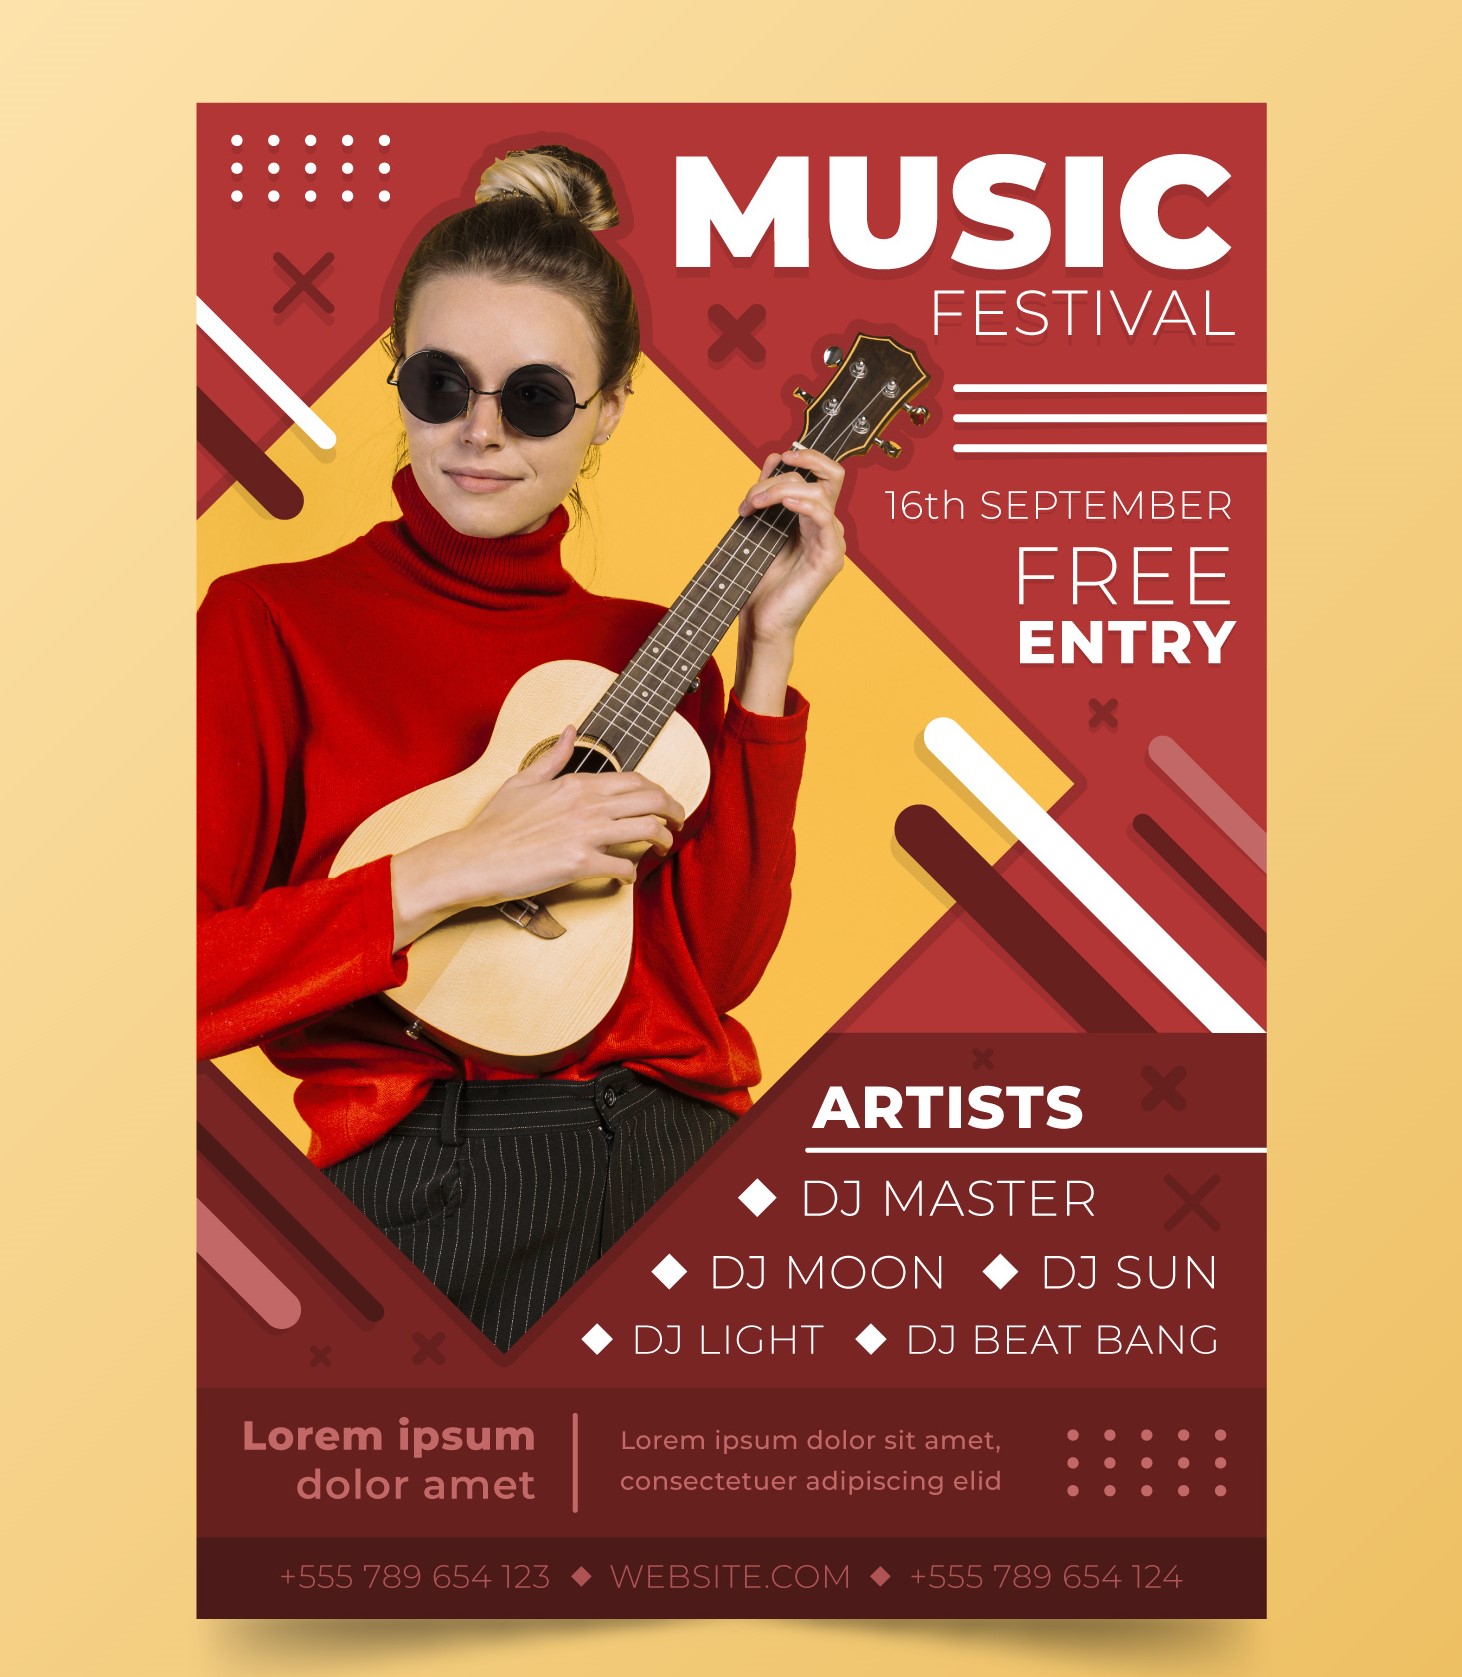 MUSIC
FESTIVAL
16th SEPTEMBER
FREE
ENTRY
ARTISTS
DJ MASTER
DJ MOON ◆ DJ SUN
DJ LIGHT ◆ DJ BEAT BANG
Lorem ipsum
dolor amet
Lorem ipsum dolor sit amet,
consectetuer adipiscing elid
+555 789 654 123 ◆ WEBSITE.COM ◆ +555 789 654 124